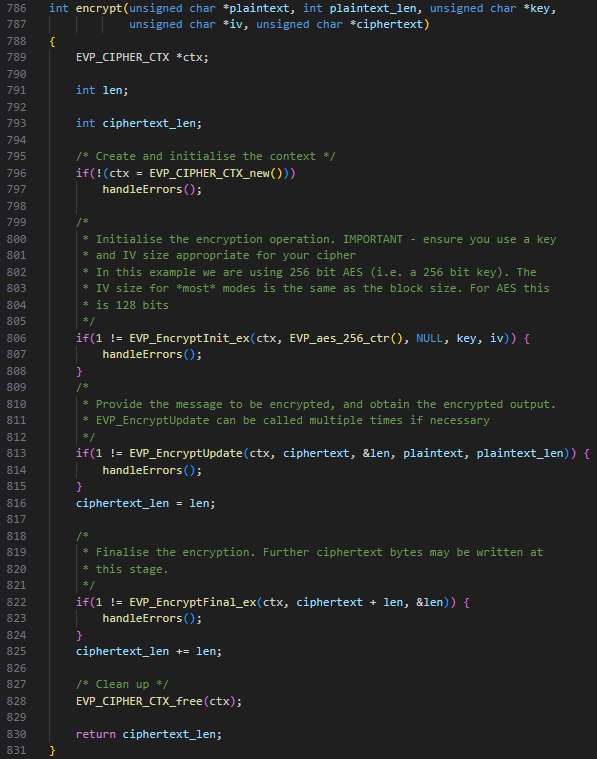 786 int encrypt(unsigned char *plaintext, int plaintext_len, unsigned char *key,
787             unsigned char *iv, unsigned char *ciphertext)
788 {
789     EVP_CIPHER_CTX *ctx;
790
791     int len;
792
793     int ciphertext_len;
794
795     /* Create and initialise the context */
796     if(!(ctx = EVP_CIPHER_CTX_new()))
797         handleErrors();
798
799     /*
800      * Initialise the encryption operation. IMPORTANT - ensure you use a key
801      * and IV size appropriate for your cipher
802      * In this example we are using 256 bit AES (i.e. a 256 bit key). The
803      * IV size for *most* modes is the same as the block size. For AES this
804      * is 128 bits
805      */
806     if(1 != EVP_EncryptInit_ex(ctx, EVP_aes_256_ctr(), NULL, key, iv)) {
807         handleErrors();
808     }
809     /*
810      * Provide the message to be encrypted, and obtain the encrypted output.
811      * EVP_EncryptUpdate can be called multiple times if necessary
812      */
813     if(1 != EVP_EncryptUpdate(ctx, ciphertext, &len, plaintext, plaintext_len)) {
814         handleErrors();
815     }
816     ciphertext_len = len;
817
818     /*
819      * Finalise the encryption. Further ciphertext bytes may be written at
820      * this stage.
821      */
822     if(1 != EVP_EncryptFinal_ex(ctx, ciphertext + len, &len)) {
823         handleErrors();
824     }
825     ciphertext_len += len;
826
827     /* Clean up */
828     EVP_CIPHER_CTX_free(ctx);
829
830     return ciphertext_len;
831 }